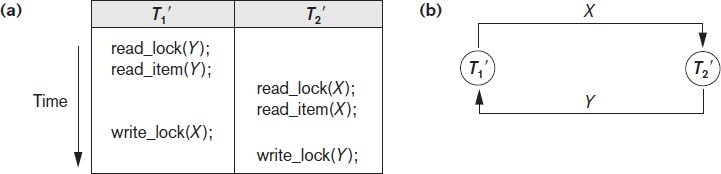 (a)
T1′ T2′
Time
read_lock(Y);
read_item(Y);
read_lock(X);
read_item(X);
write_lock(X);
write_lock(Y);
(b)
X
T1′ T2′
Y